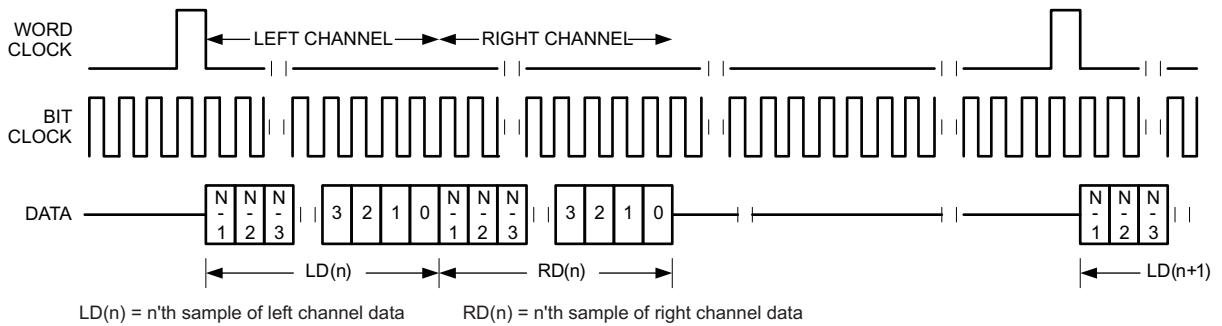 WORD
CLOCK
LEFT CHANNEL
RIGHT CHANNEL
BIT
CLOCK
DATA
N-1 N-2 N-3 3 2 1 0 N-1 N-2 N-3 3 2 1 0 N-1 N-2 N-3
LD(n) RD(n) LD(n+1)
LD(n) = n'th sample of left channel data RD(n) = n'th sample of right channel data